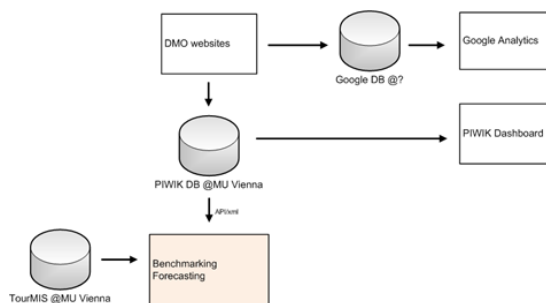 DMO websites
Google Analytics
Google DB @?
PIWIK Dashboard
PIWIK DB @MU Vienna
API/xml
Benchmarking
Forecasting
TourMIS @MU Vienna